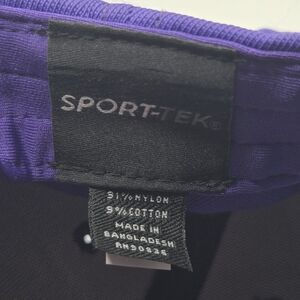 SPORT-TEK®
91% NYLON
9% COTTON
MADE IN
BANGLADESH
RN90836